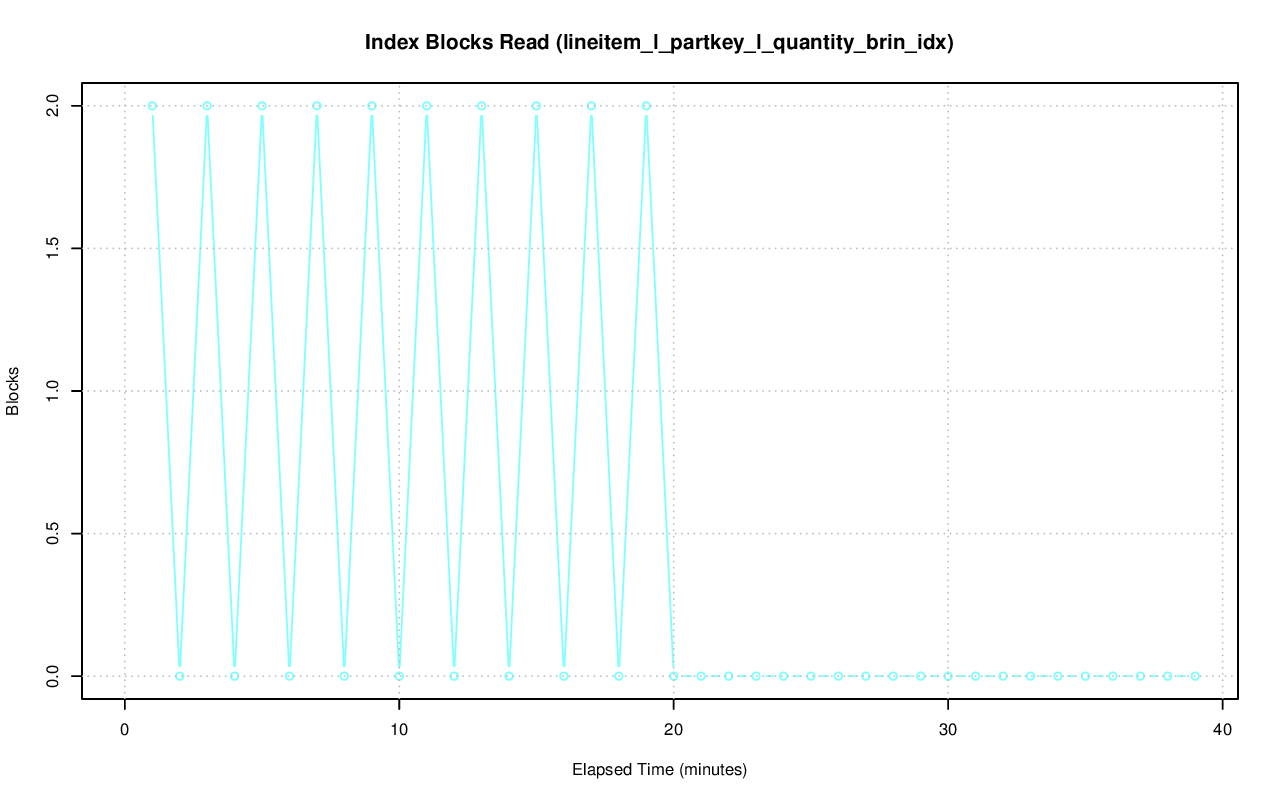 Index Blocks Read (lineitem_l_partkey_l_quantity_brin_idx)
2.0
1.5
1.0
0.5
0.0
Blocks
0 10 20 30 40
Elapsed Time (minutes)